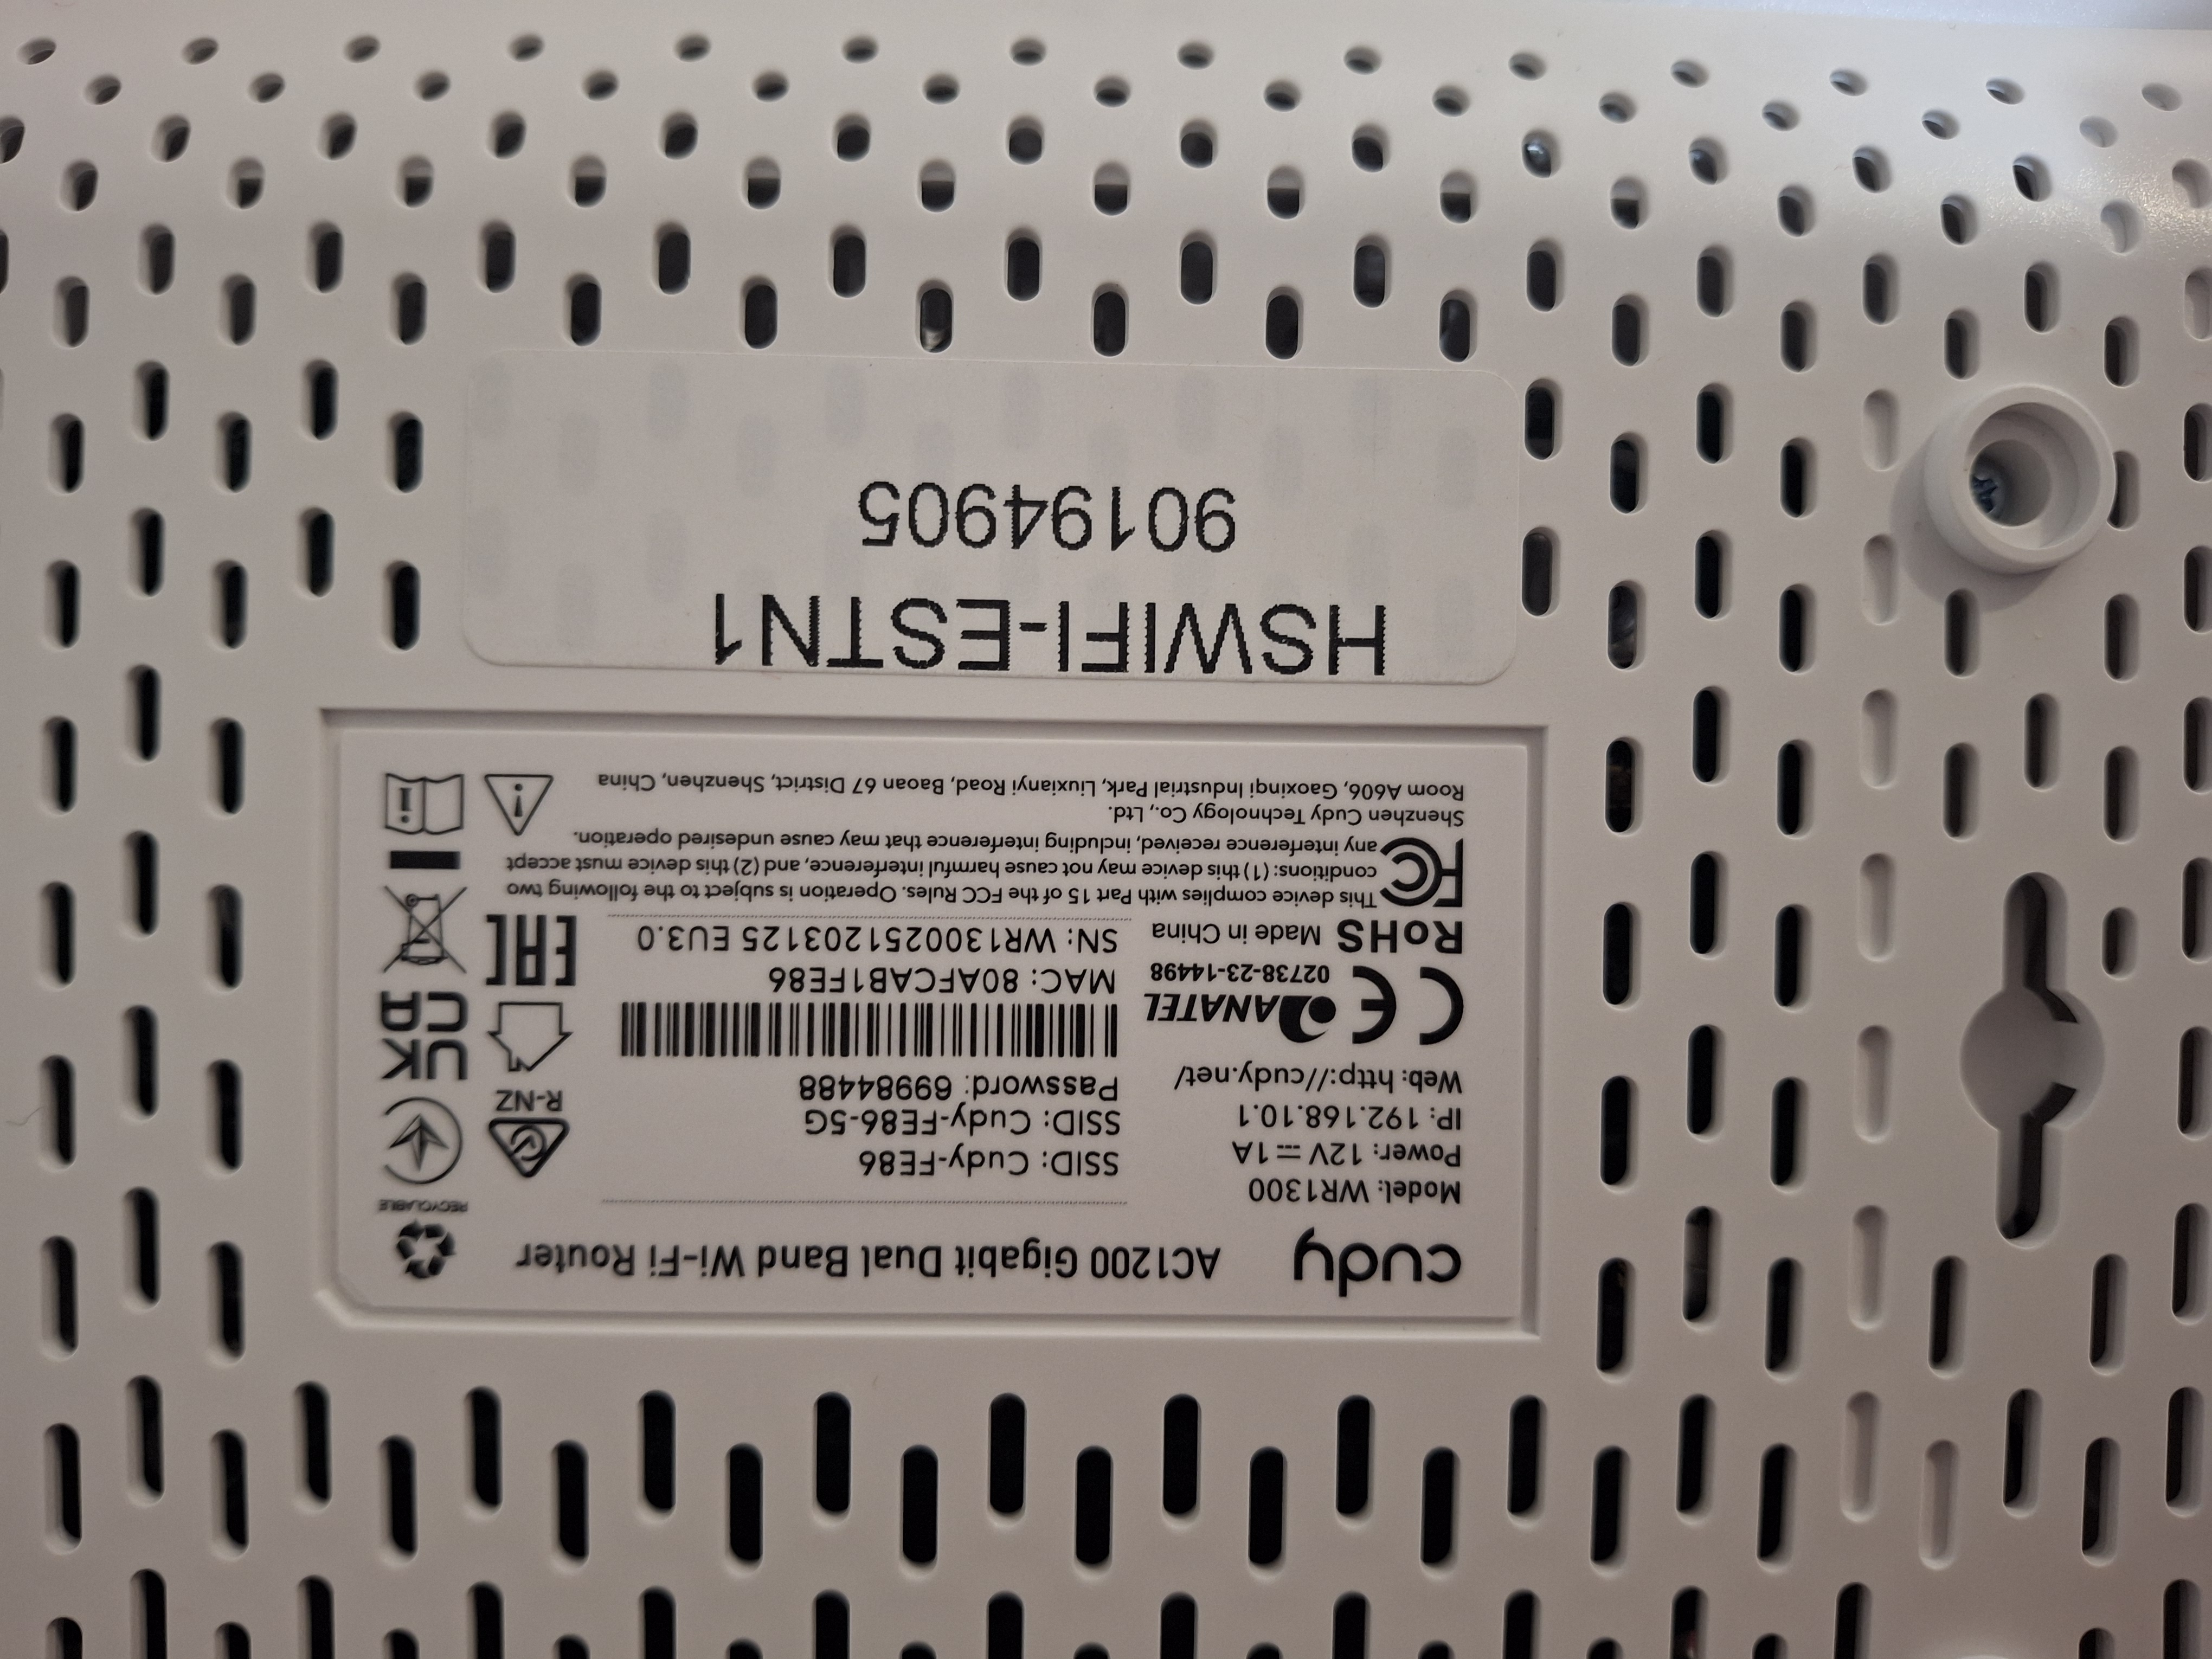 cudy AC1200 Gigabit Dual Band Wi-Fi Router
RECYCLABLE
Model: WR1300
Power: 12V ⎓ 1A
IP: 192.168.10.1
Web: http://cudy.net/
SSID: Cudy-FE86
SSID: Cudy-FE86-5G
Password: 69984488
R-NZ
UK
CA
CE ANATEL
02738-23-14498
MAC: 80AFCAB1FE86
RoHS Made in China
SN: WR1300251203125 EU3.0
EAC
FC This device complies with Part 15 of the FCC Rules. Operation is subject to the following two
conditions: (1) this device may not cause harmful interference, and (2) this device must accept
any interference received, including interference that may cause undesired operation.
Shenzhen Cudy Technology Co., Ltd.
Room A606, Gaoxinqi Industrial Park, Liuxianyi Road, Baoan 67 District, Shenzhen, China
HSWIFI-ESTN1
90194905